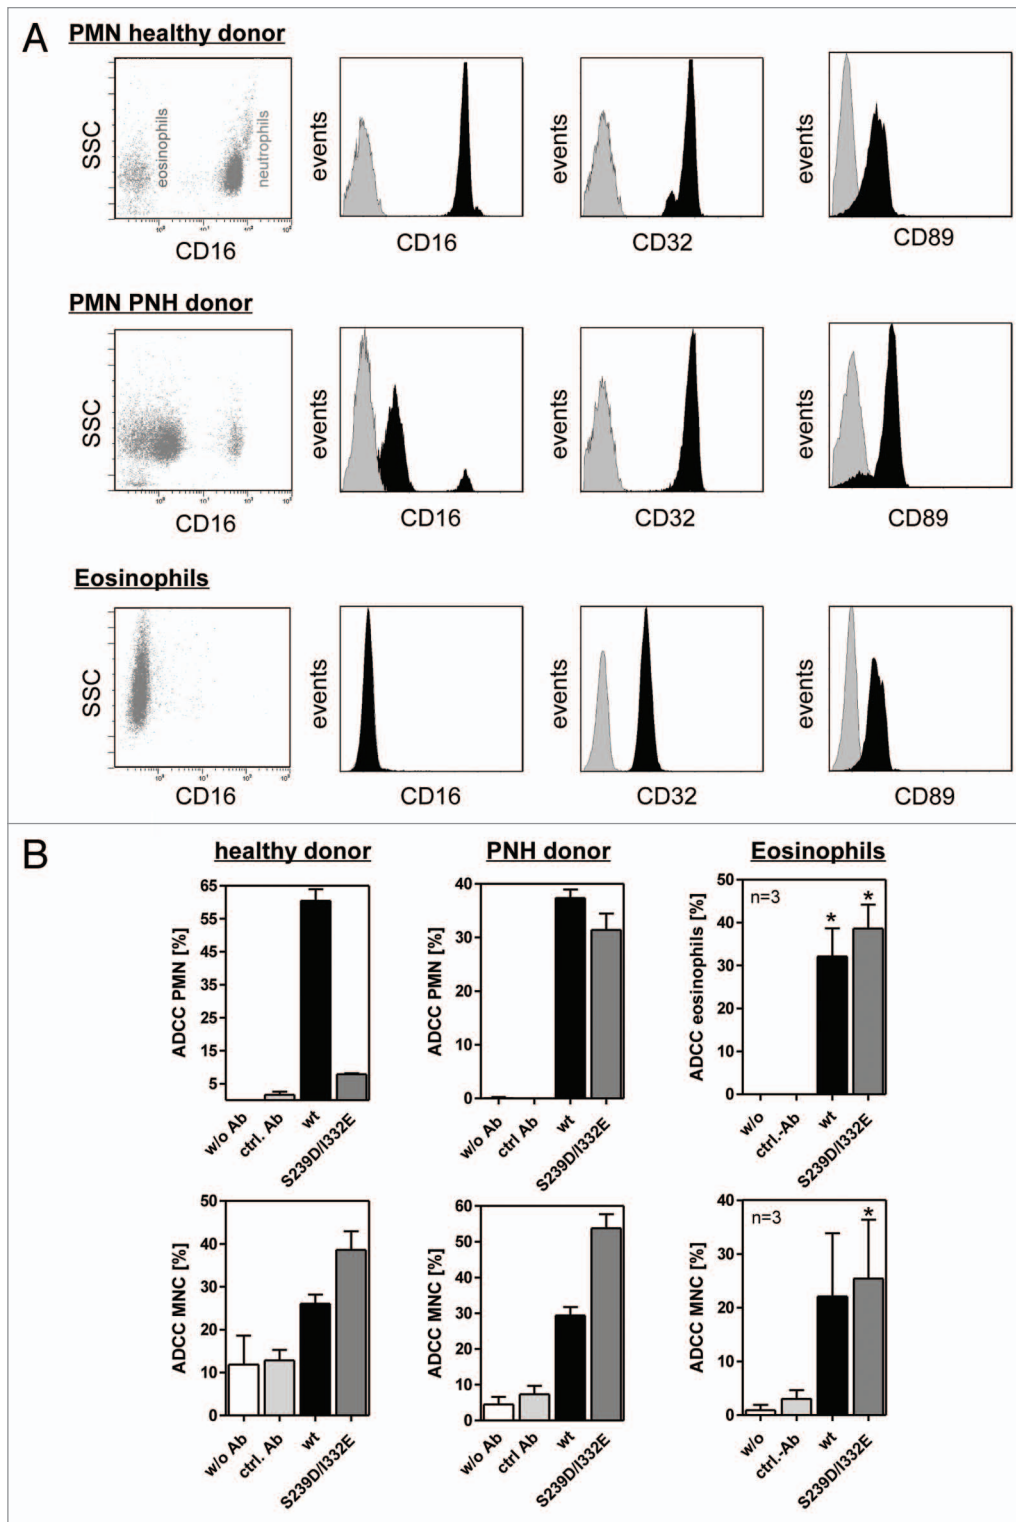 A
PMN healthy donor
SSC
eosinophils
neutrophils
CD16
events
CD16
events
CD32
events
CD89
PMN PNH donor
SSC
CD16
events
CD16
events
CD32
events
CD89
Eosinophils
SSC
CD16
events
CD16
events
CD32
events
CD89
B
healthy donor
PNH donor
Eosinophils
ADCC PMN [%]
65
55
45
35
25
15
5
w/o Ab
ctrl. Ab
wt
S239D/I332E
ADCC PMN [%]
40
30
20
10
0
w/o Ab
ctrl Ab
wt
S239D/I332E
ADCC eosinophils [%]
50
40
30
20
10
0
n=3
*
*
w/o
ctrl.-Ab
wt
S239D/I332E
ADCC MNC [%]
50
40
30
20
10
0
w/o Ab
ctrl. Ab
wt
S239D/I332E
ADCC MNC [%]
60
50
40
30
20
10
0
w/o Ab
ctrl Ab
wt
S239D/I332E
ADCC MNC [%]
40
30
20
10
0
n=3
*
w/o
ctrl.-Ab
wt
S239D/I332E